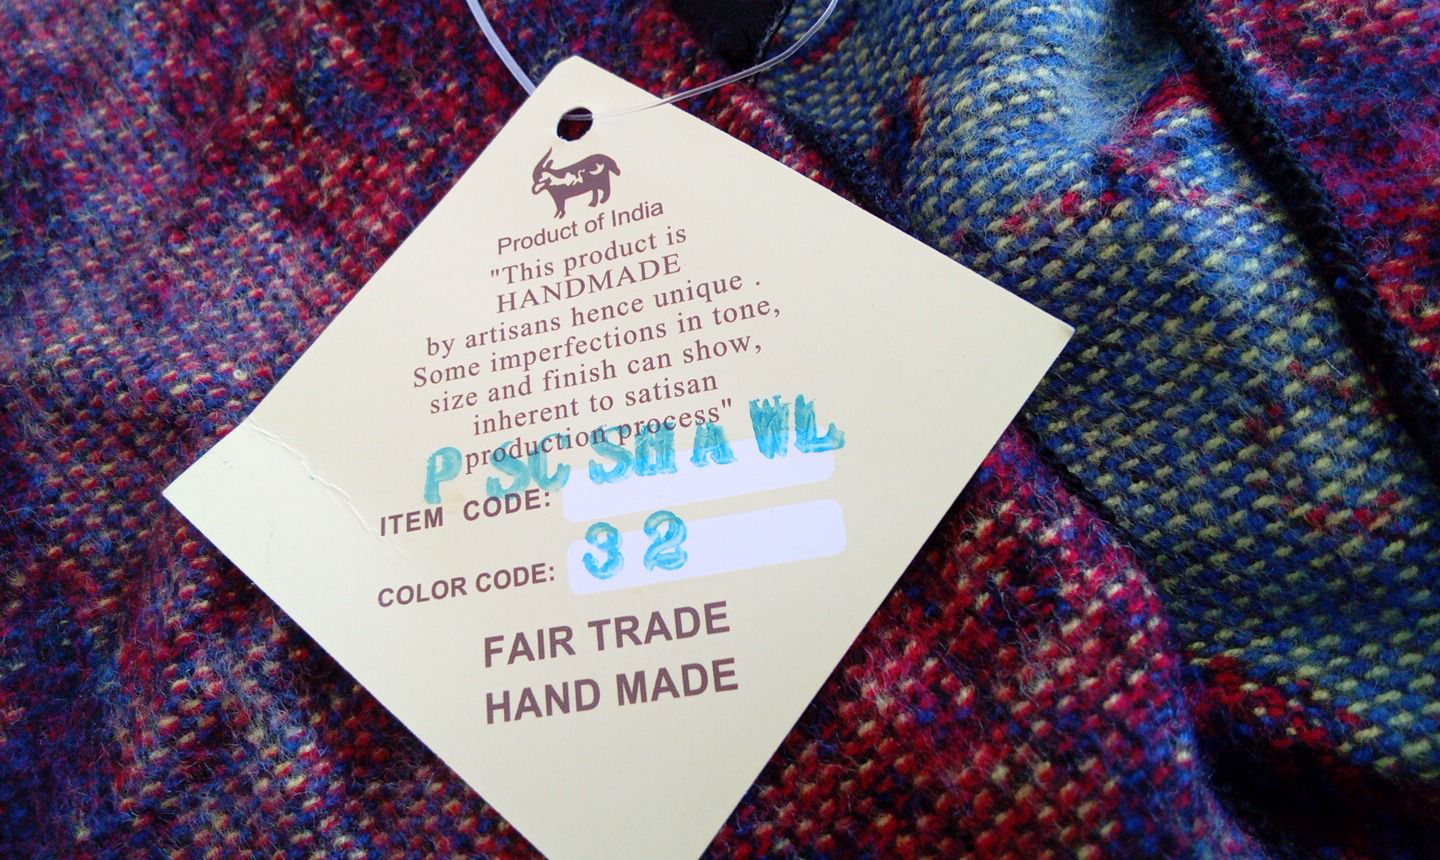 Product of India
"This product is
HANDMADE
by artisans hence unique .
Some imperfections in tone,
size and finish can show,
inherent to satisan
production process"
P SC SHAWL
ITEM CODE:
COLOR CODE: 32
FAIR TRADE
HAND MADE